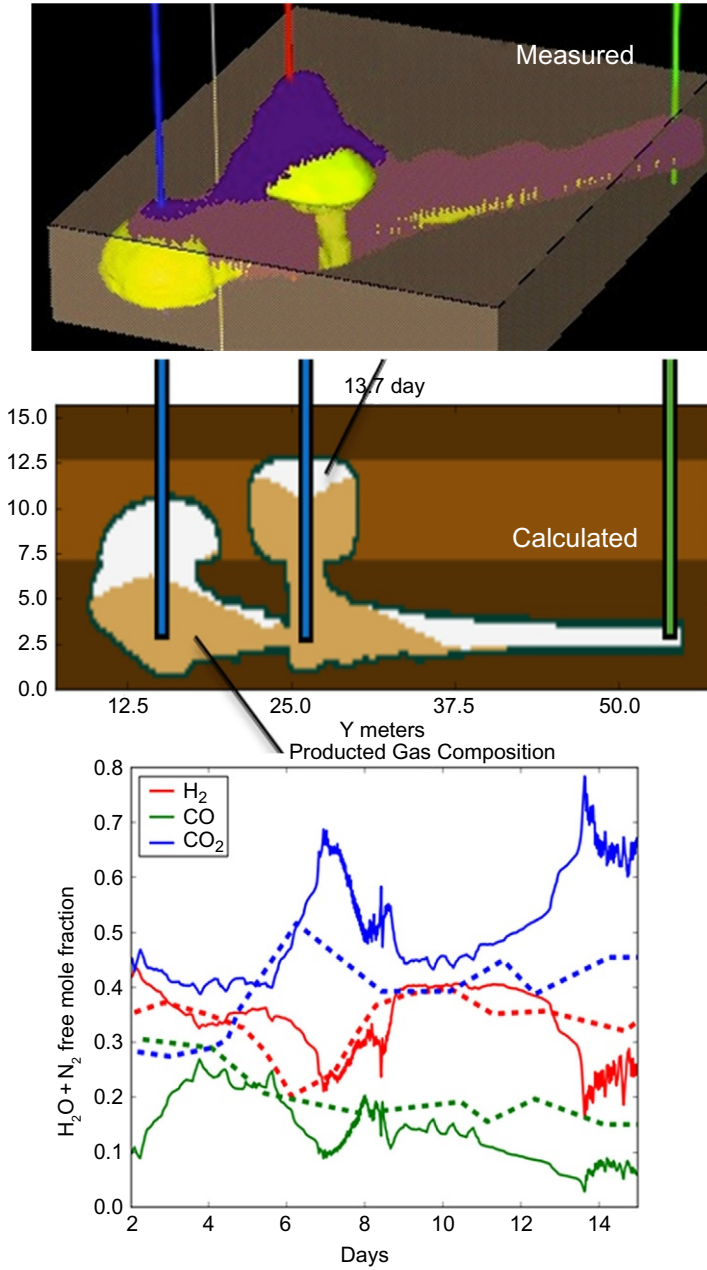 Measured
13.7 day
15.0
12.5
10.0
Calculated
7.5
5.0
2.5
0.0
12.5 25.0 37.5 50.0
Y meters
Producted Gas Composition
0.8
H₂
CO
CO₂
0.7
0.6
0.5
0.4
0.3
0.2
0.1
0.0
H₂O + N₂ free mole fraction
2 4 6 8 10 12 14
Days